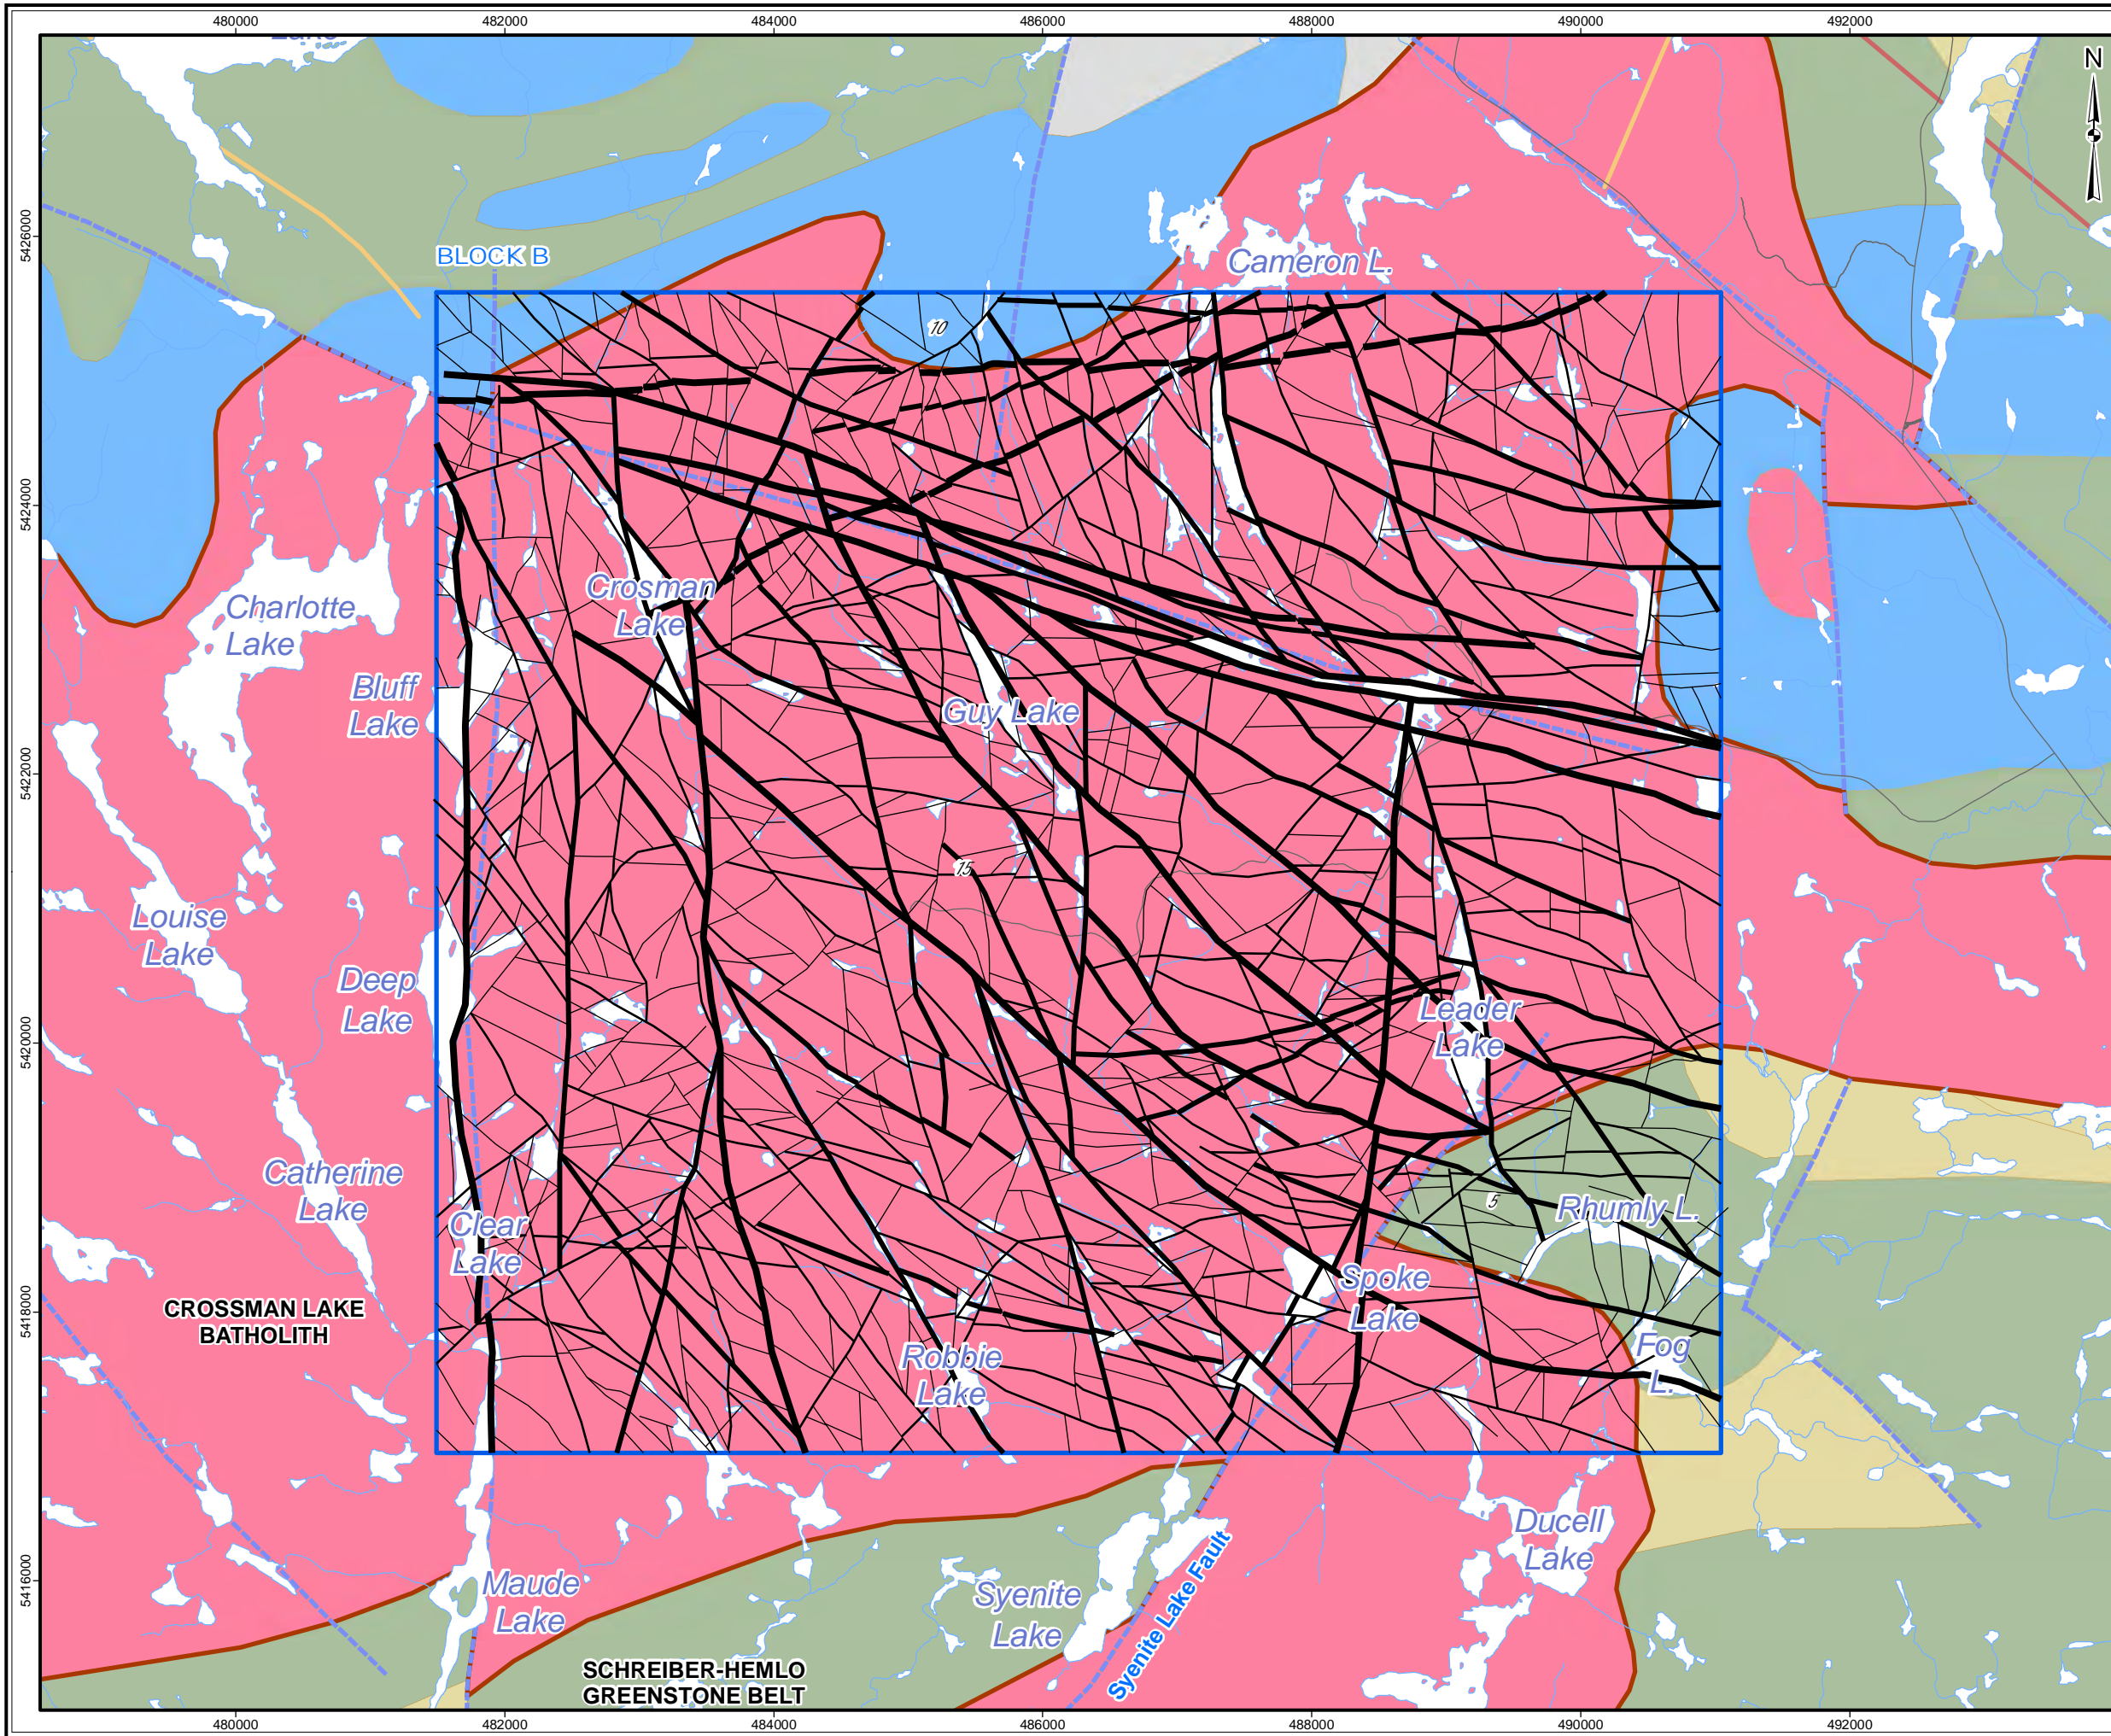 480000
482000
484000
486000
488000
490000
492000
Lake
N
5426000
BLOCK B
Cameron L.
10
5424000
Crosman
Lake
Charlotte
Lake
Bluff
Lake
Guy Lake
5422000
15
Louise
Lake
Deep
Lake
Leader
Lake
5420000
Catherine
Lake
Clear
Lake
5
Rhumly L.
Spoke
Lake
5418000
CROSSMAN LAKE
BATHOLITH
Robbie
Lake
Fog
L.
Ducell
Lake
5416000
Maude
Lake
Syenite
Lake
Syenite Lake Fault
SCHREIBER-HEMLO
GREENSTONE BELT
480000
482000
484000
486000
488000
490000
492000